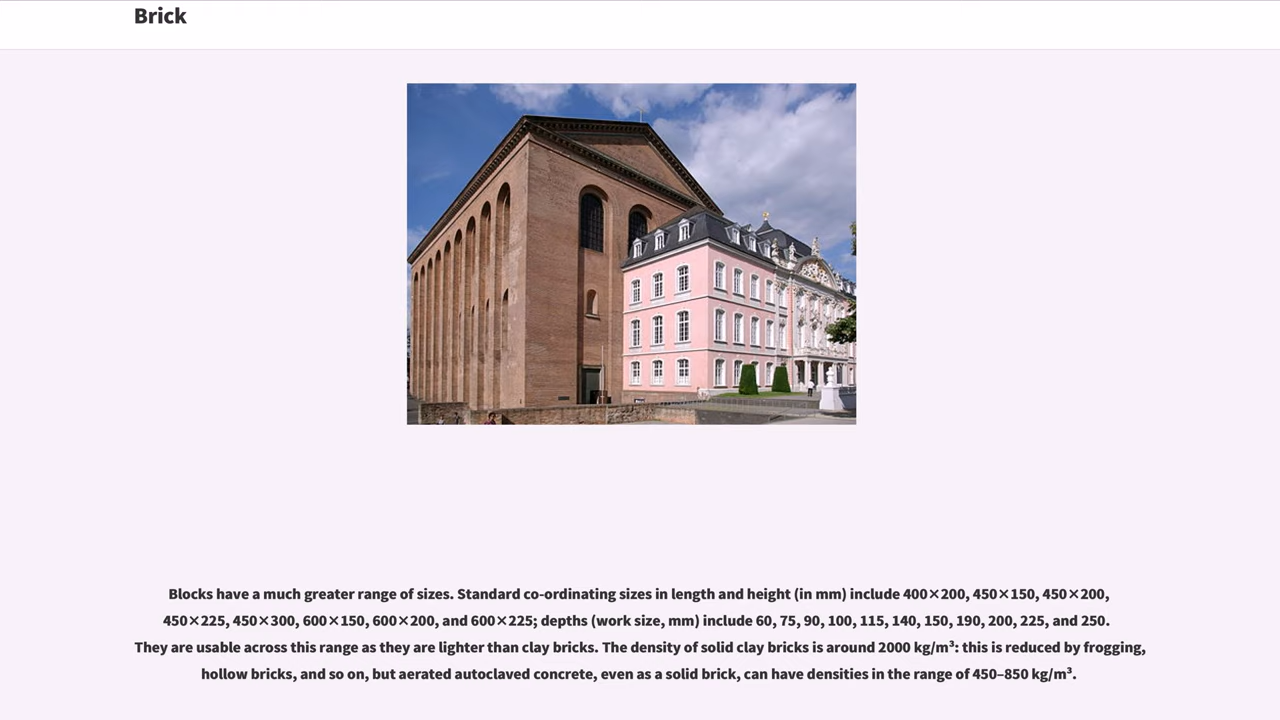 Brick
Blocks have a much greater range of sizes. Standard co-ordinating sizes in length and height (in mm) include 400×200, 450×150, 450×200,
450×225, 450×300, 600×150, 600×200, and 600×225; depths (work size, mm) include 60, 75, 90, 100, 115, 140, 150, 190, 200, 225, and 250.
They are usable across this range as they are lighter than clay bricks. The density of solid clay bricks is around 2000 kg/m³: this is reduced by frogging,
hollow bricks, and so on, but aerated autoclaved concrete, even as a solid brick, can have densities in the range of 450–850 kg/m³.